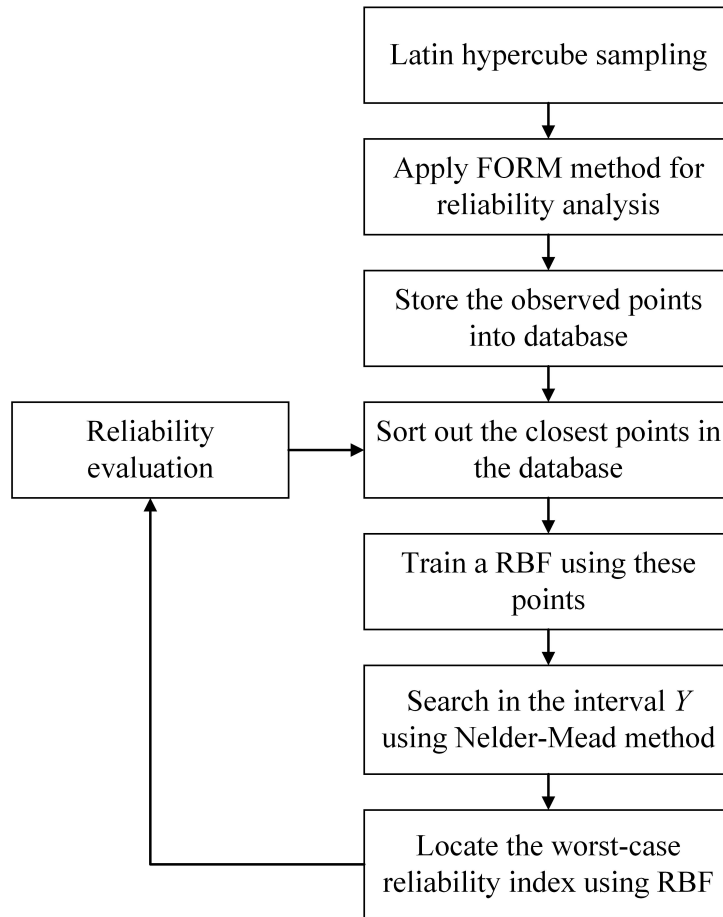 Latin hypercube sampling
Apply FORM method for
reliability analysis
Store the observed points
into database
Reliability
evaluation
Sort out the closest points in
the database
Train a RBF using these
points
Search in the interval Y
using Nelder-Mead method
Locate the worst-case
reliability index using RBF